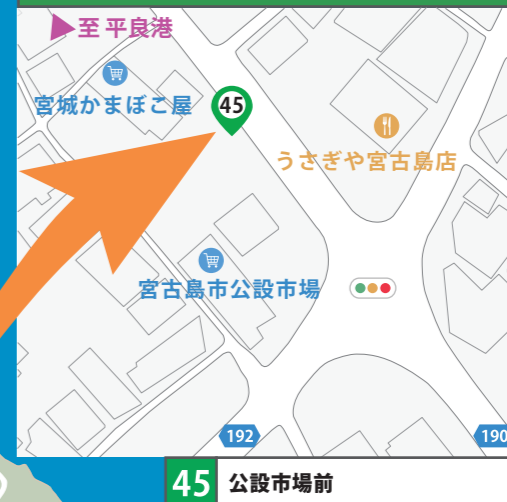 至 平良港
宮城かまぼこ屋
45
うさぎや宮古島店
宮古島市公設市場
192
190
45 公設市場前